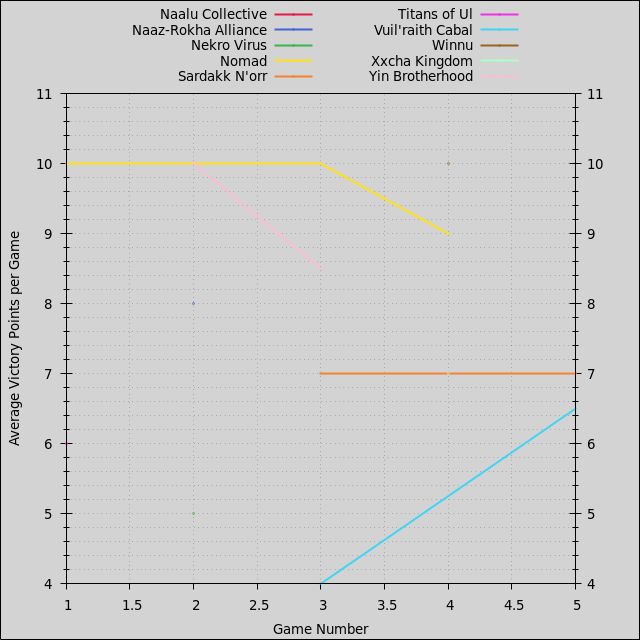 Naalu Collective
Naaz-Rokha Alliance
Nekro Virus
Nomad
Sardakk N'orr
Titans of Ul
Vuil'raith Cabal
Winnu
Xxcha Kingdom
Yin Brotherhood
Average Victory Points per Game
11
10
9
8
7
6
5
4
11
10
9
8
7
6
5
4
1 1.5 2 2.5 3 3.5 4 4.5 5
Game Number